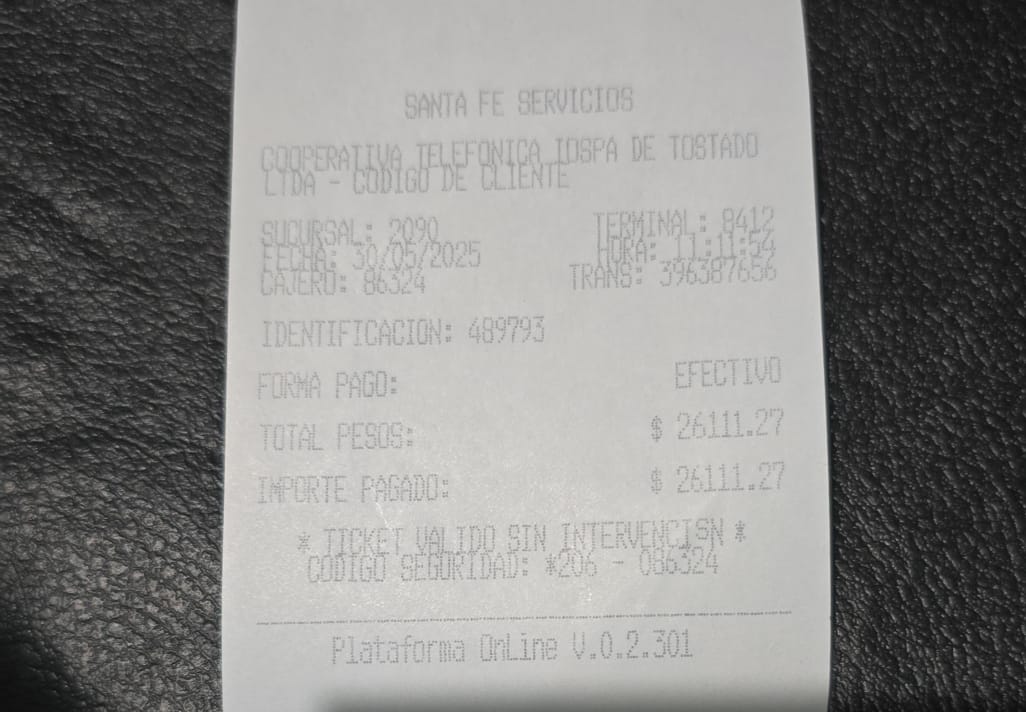 SANTA FE SERVICIOS
COOPERATIVA TELEFONICA IOSPA DE TOSTADO
LTDA - CODIGO DE CLIENTE
SUCURSAL: 2090 TERMINAL: 8412
FECHA: 30/05/2025 HORA: 11:11:54
CAJERO: 86324 TRANS: 396387656
IDENTIFICACION: 489793
FORMA PAGO: EFECTIVO
TOTAL PESOS: $ 26111.27
IMPORTE PAGADO: $ 26111.27
* TICKET VALIDO SIN INTERVENCISN *
CODIGO SEGURIDAD: *206 - 086324
Plataforma OnLine V.0.2.301